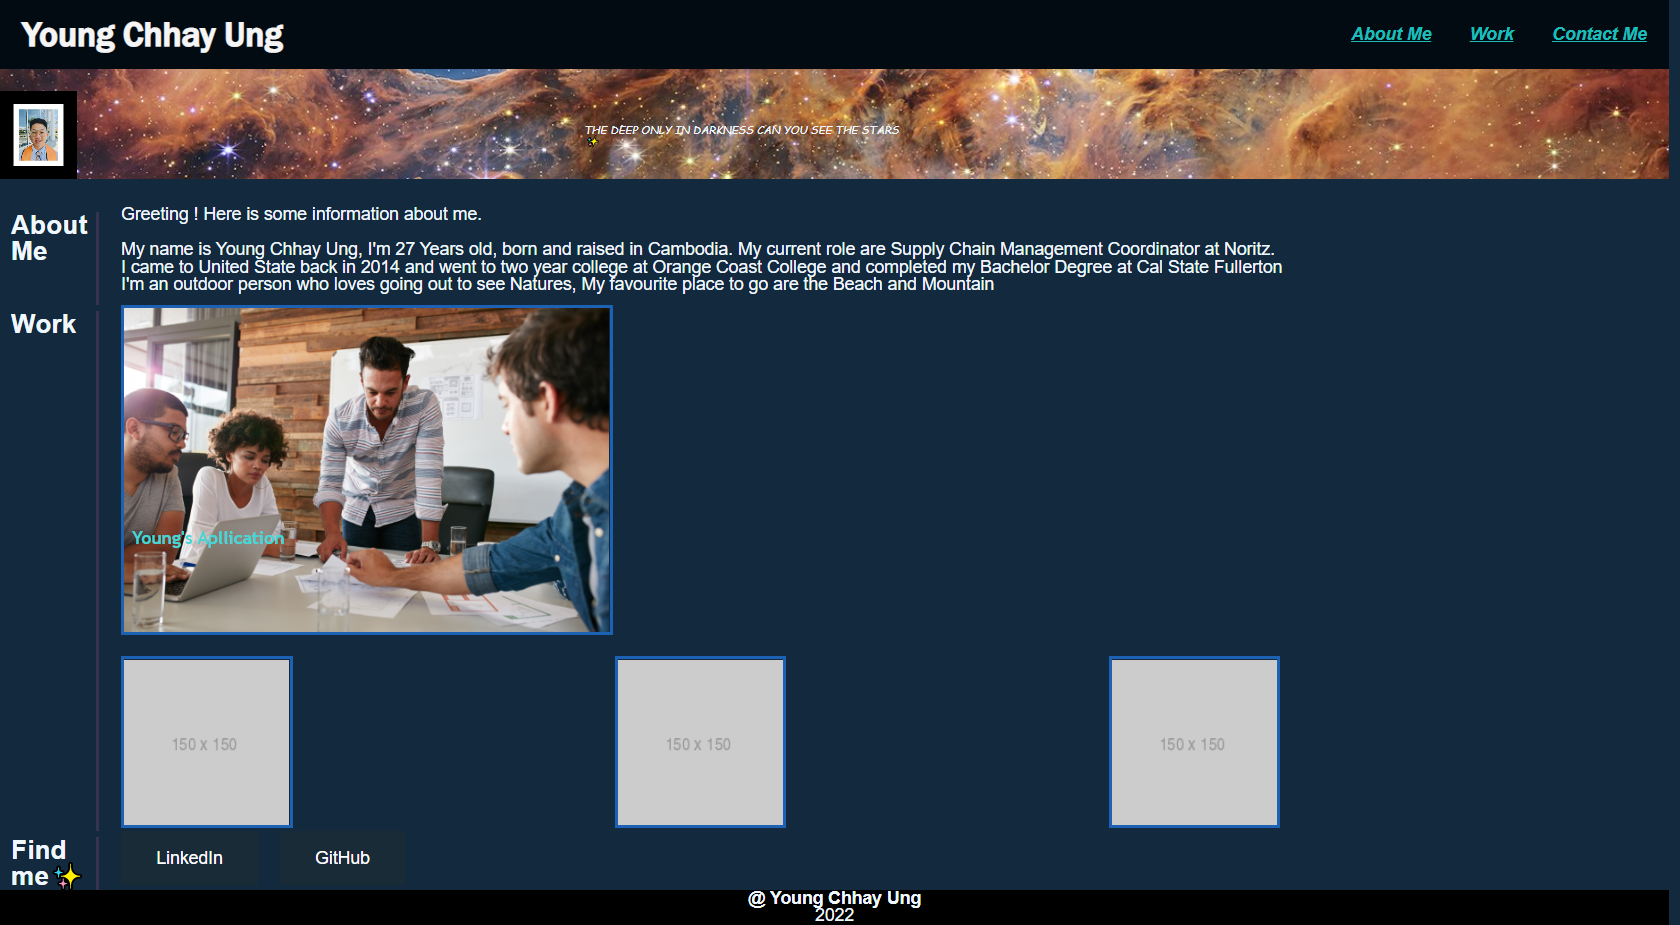 Young Chhay Ung
About Me
Work
Contact Me
THE DEEP ONLY IN DARKNESS CAN YOU SEE THE STARS
✨
About
Me
Greeting ! Here is some information about me.
My name is Young Chhay Ung, I'm 27 Years old, born and raised in Cambodia. My current role are Supply Chain Management Coordinator at Noritz.
I came to United State back in 2014 and went to two year college at Orange Coast College and completed my Bachelor Degree at Cal State Fullerton
I'm an outdoor person who loves going out to see Natures, My favourite place to go are the Beach and Mountain
Work
Young's Apllication
150 x 150
150 x 150
150 x 150
Find
me✨
LinkedIn
GitHub
@ Young Chhay Ung
2022